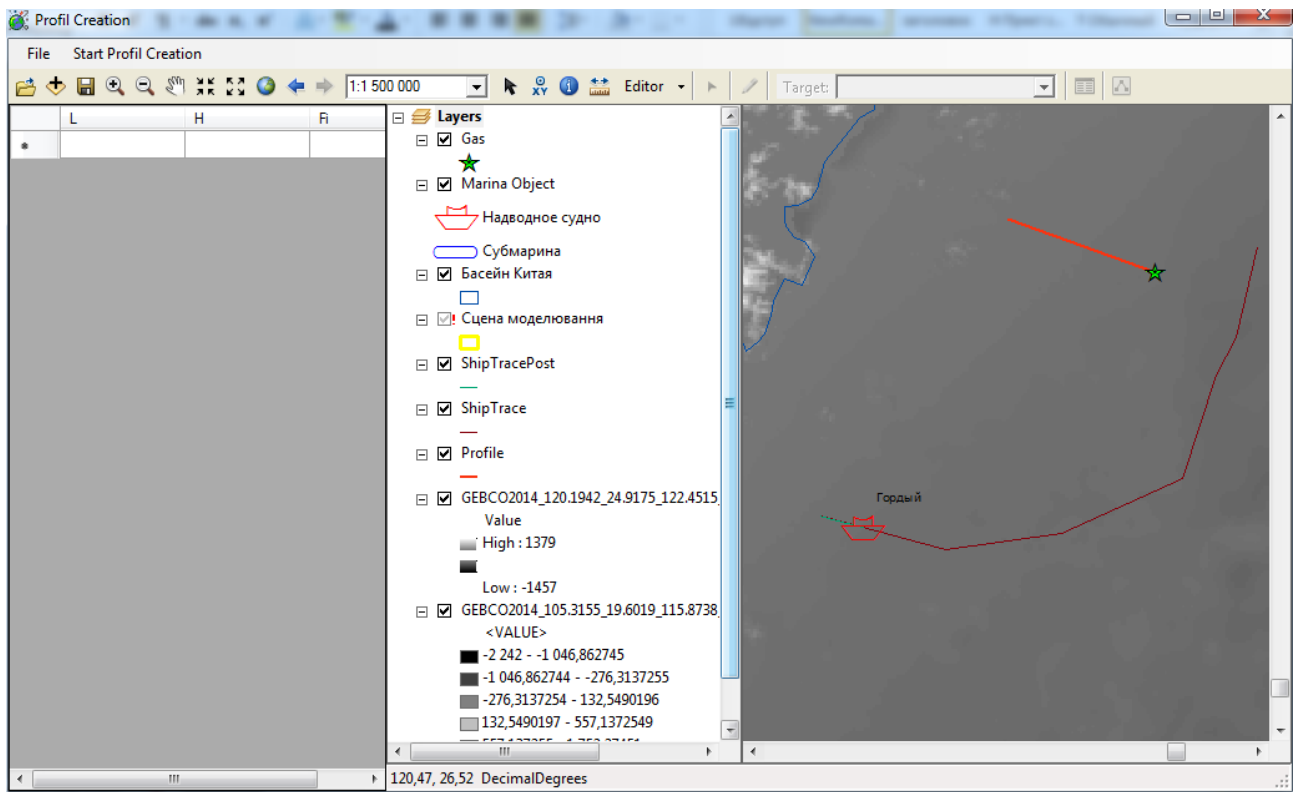 Profil Creation
File Start Profil Creation
1:1 500 000 Editor Target:
L H Fi
Layers
Gas
Marina Object
Надводное судно
Субмарина
Басейн Китая
Сцена моделювання
ShipTracePost
ShipTrace
Profile
GEBCO2014_120.1942_24.9175_122.4515_
Value
High : 1379
Low : -1457
GEBCO2014_105.3155_19.6019_115.8738_
<VALUE>
-2 242 - -1 046,862745
-1 046,862744 - -276,3137255
-276,3137254 - 132,5490196
132,5490197 - 557,1372549
Гордый
120,47, 26,52 DecimalDegrees